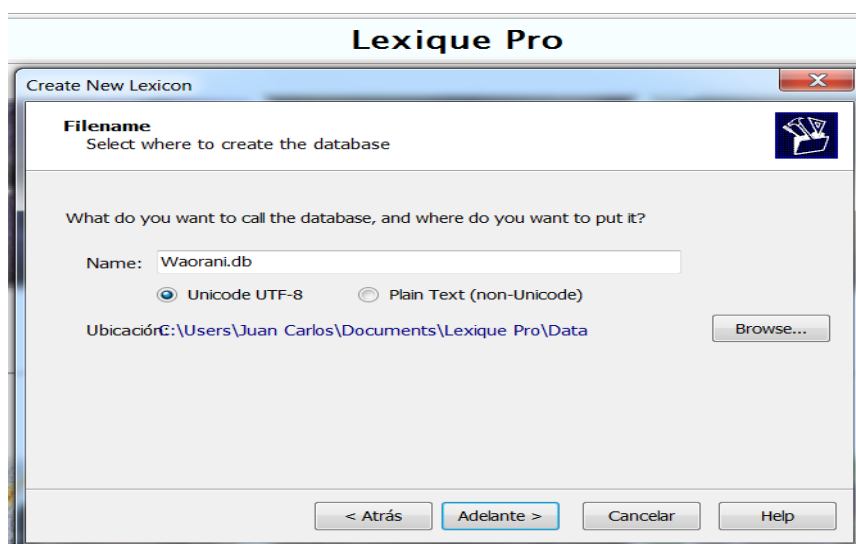 Lexique Pro
Create New Lexicon
Filename
Select where to create the database
What do you want to call the database, and where do you want to put it?
Name: Waorani.db
Unicode UTF-8 Plain Text (non-Unicode)
Ubicación: C:\Users\Juan Carlos\Documents\Lexique Pro\Data Browse...
< Atrás Adelante > Cancelar Help